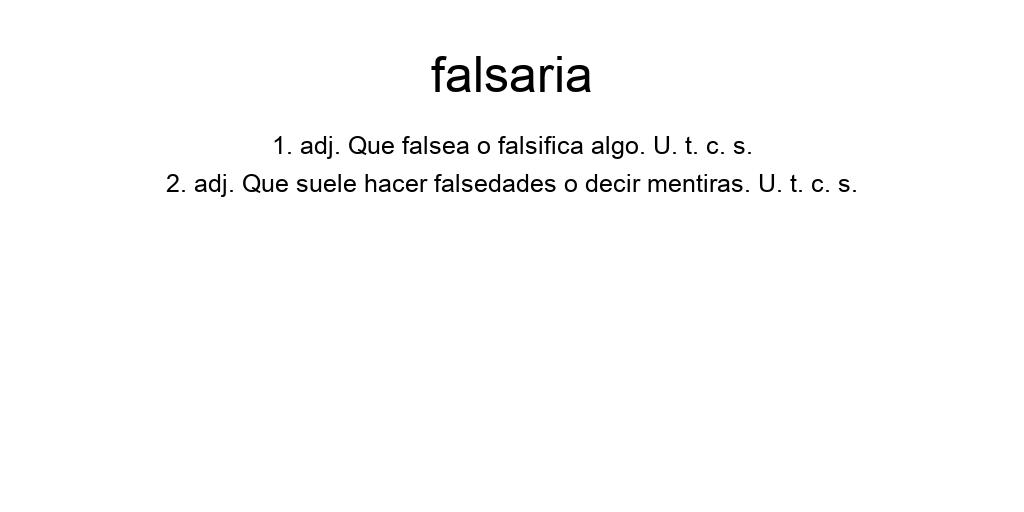 falsaria
1. adj. Que falsea o falsifica algo. U. t. c. s.
2. adj. Que suele hacer falsedades o decir mentiras. U. t. c. s.